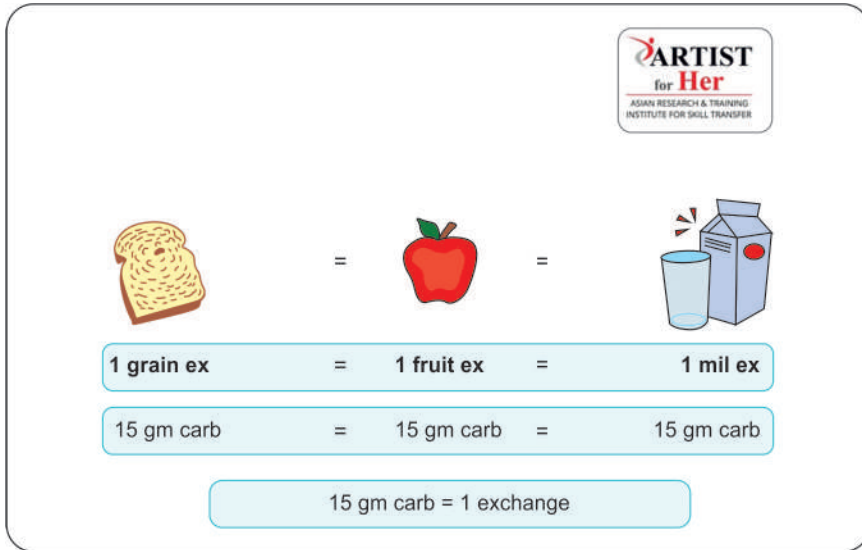 ARTIST
for Her
ASIAN RESEARCH & TRAINING
INSTITUTE FOR SKILL TRANSFER
= =
1 grain ex = 1 fruit ex = 1 mil ex
15 gm carb = 15 gm carb = 15 gm carb
15 gm carb = 1 exchange